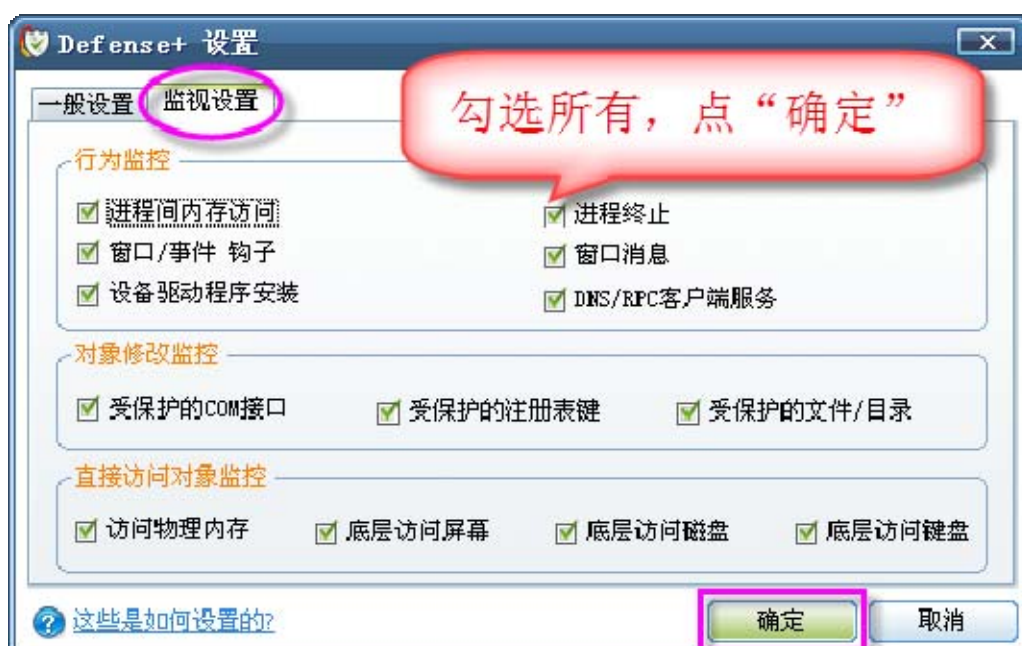 Defense+ 设置
一般设置 监视设置
勾选所有，点“确定”
行为监控
进程间内存访问 进程终止
窗口/事件 钩子 窗口消息
设备驱动程序安装 DNS/RPC客户端服务
对象修改监控
受保护的COM接口 受保护的注册表键 受保护的文件/目录
直接访问对象监控
访问物理内存 底层访问屏幕 底层访问磁盘 底层访问键盘
这些是如何设置的? 确定 取消